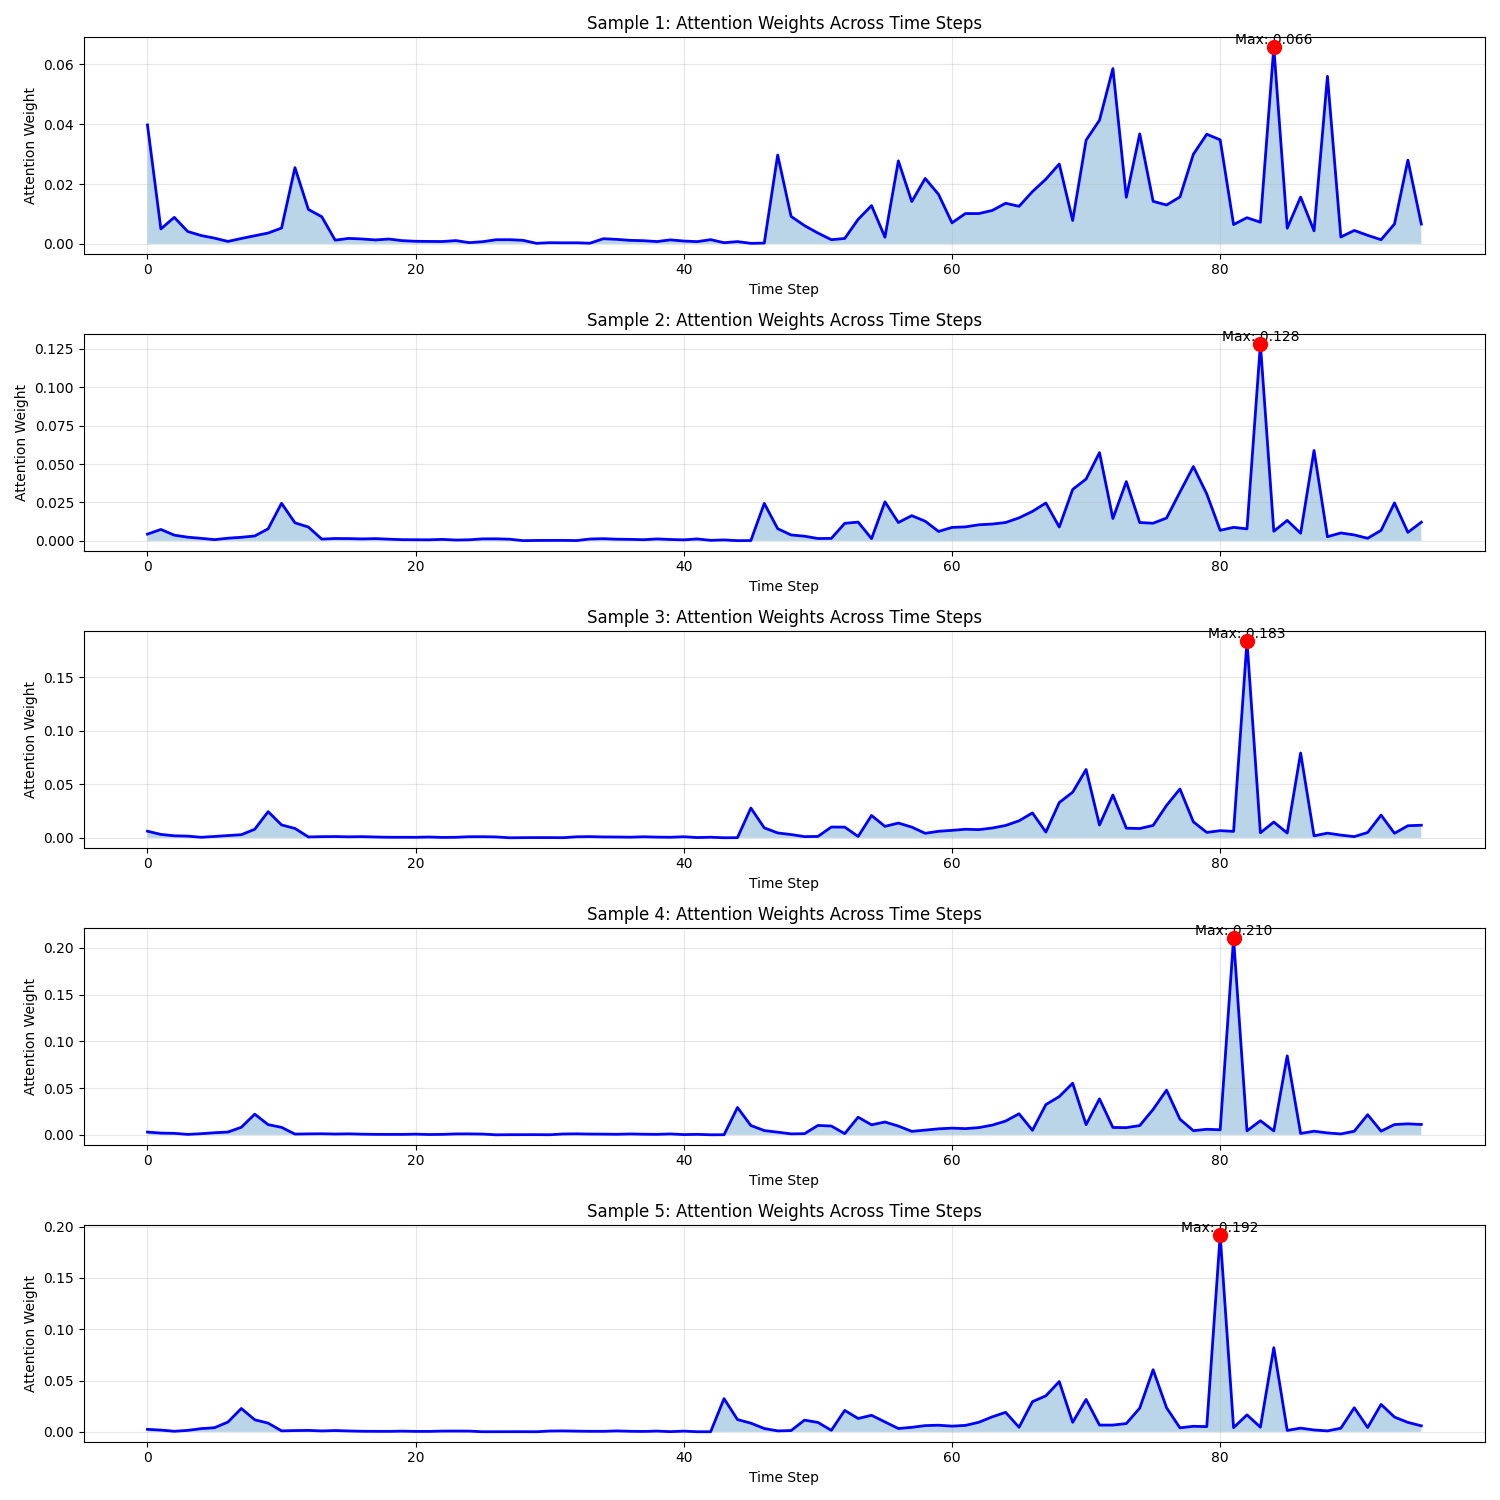 Sample 1: Attention Weights Across Time Steps
Max: 0.066
Attention Weight
0.06
0.04
0.02
0.00
0 20 40 60 80
Time Step
Sample 2: Attention Weights Across Time Steps
Max: 0.128
Attention Weight
0.125
0.100
0.075
0.050
0.025
0.000
0 20 40 60 80
Time Step
Sample 3: Attention Weights Across Time Steps
Max: 0.183
Attention Weight
0.15
0.10
0.05
0.00
0 20 40 60 80
Time Step
Sample 4: Attention Weights Across Time Steps
Max: 0.210
Attention Weight
0.20
0.15
0.10
0.05
0.00
0 20 40 60 80
Time Step
Sample 5: Attention Weights Across Time Steps
Max: 0.192
Attention Weight
0.20
0.15
0.10
0.05
0.00
0 20 40 60 80
Time Step